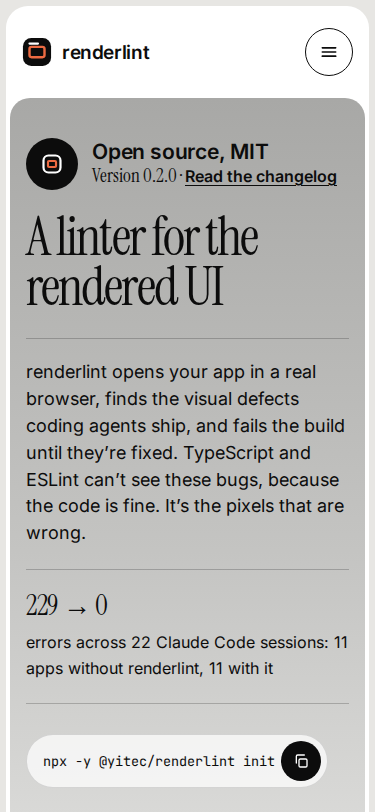 renderlint
Open source, MIT
Version 0.2.0 · Read the changelog
A linter for the
rendered UI
renderlint opens your app in a real
browser, finds the visual defects
coding agents ship, and fails the build
until they’re fixed. TypeScript and
ESLint can’t see these bugs, because
the code is fine. It’s the pixels that are
wrong.
229 → 0
errors across 22 Claude Code sessions: 11
apps without renderlint, 11 with it
npx -y @yitec/renderlint init